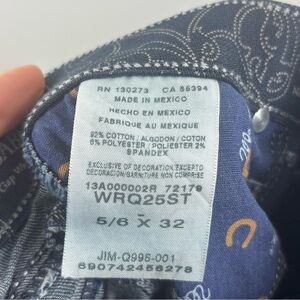 RN 130273 CA 55394
MADE IN MEXICO
HECHO EN MEXICO
FABRIQUE AU MEXIQUE
92% COTTON / ALGODON / COTON
6% POLYESTER / POLIESTER 2%
SPANDEX
EXCLUSIVE OF DECORATION/EXCEPTO
DECORACION/GARNITURE NON COMPRISE
13A000002R 72179
WRQ25ST
5/6 X 32
JIM-Q996-001
690742456278